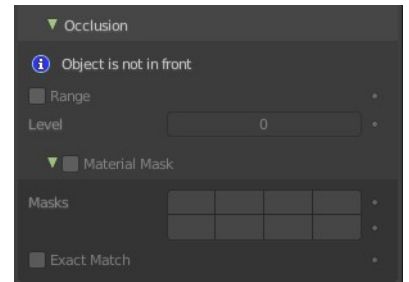 Occlusion
Object is not in front
Range
Level 0
Material Mask
Masks
Exact Match